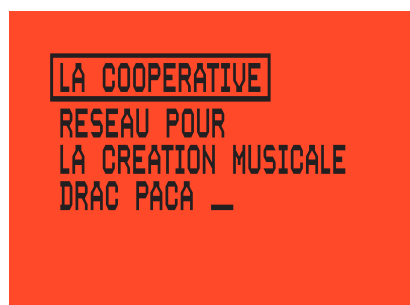 LA COOPERATIVE
RESEAU POUR
LA CREATION MUSICALE
DRAC PACA _